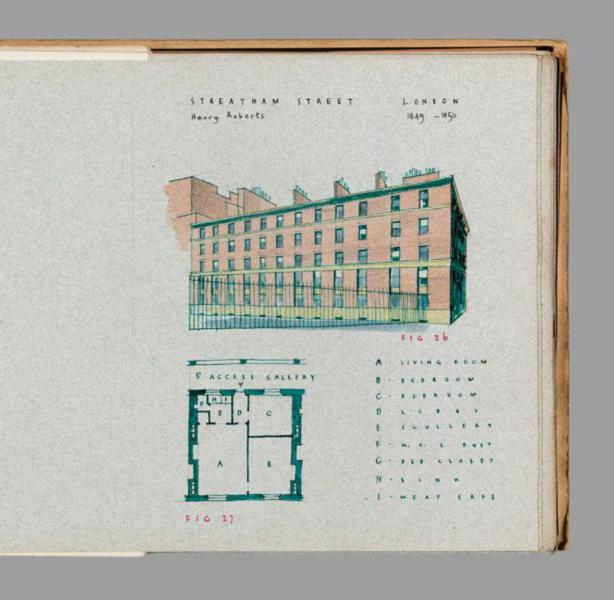 STREATHAM STREET LONDON
Henry Roberts 1849 - 1850
FIG 26
5' ACCESS GALLERY
A · LIVING ROOM
B · BEDROOM
C · BEDROOM
D · LOBBY
E · SCULLERY
F · W.C. & DUST
G · BED CLOSET
H · SINK
I · MEAT SAFE
F H I
E D C
A B
FIG 27